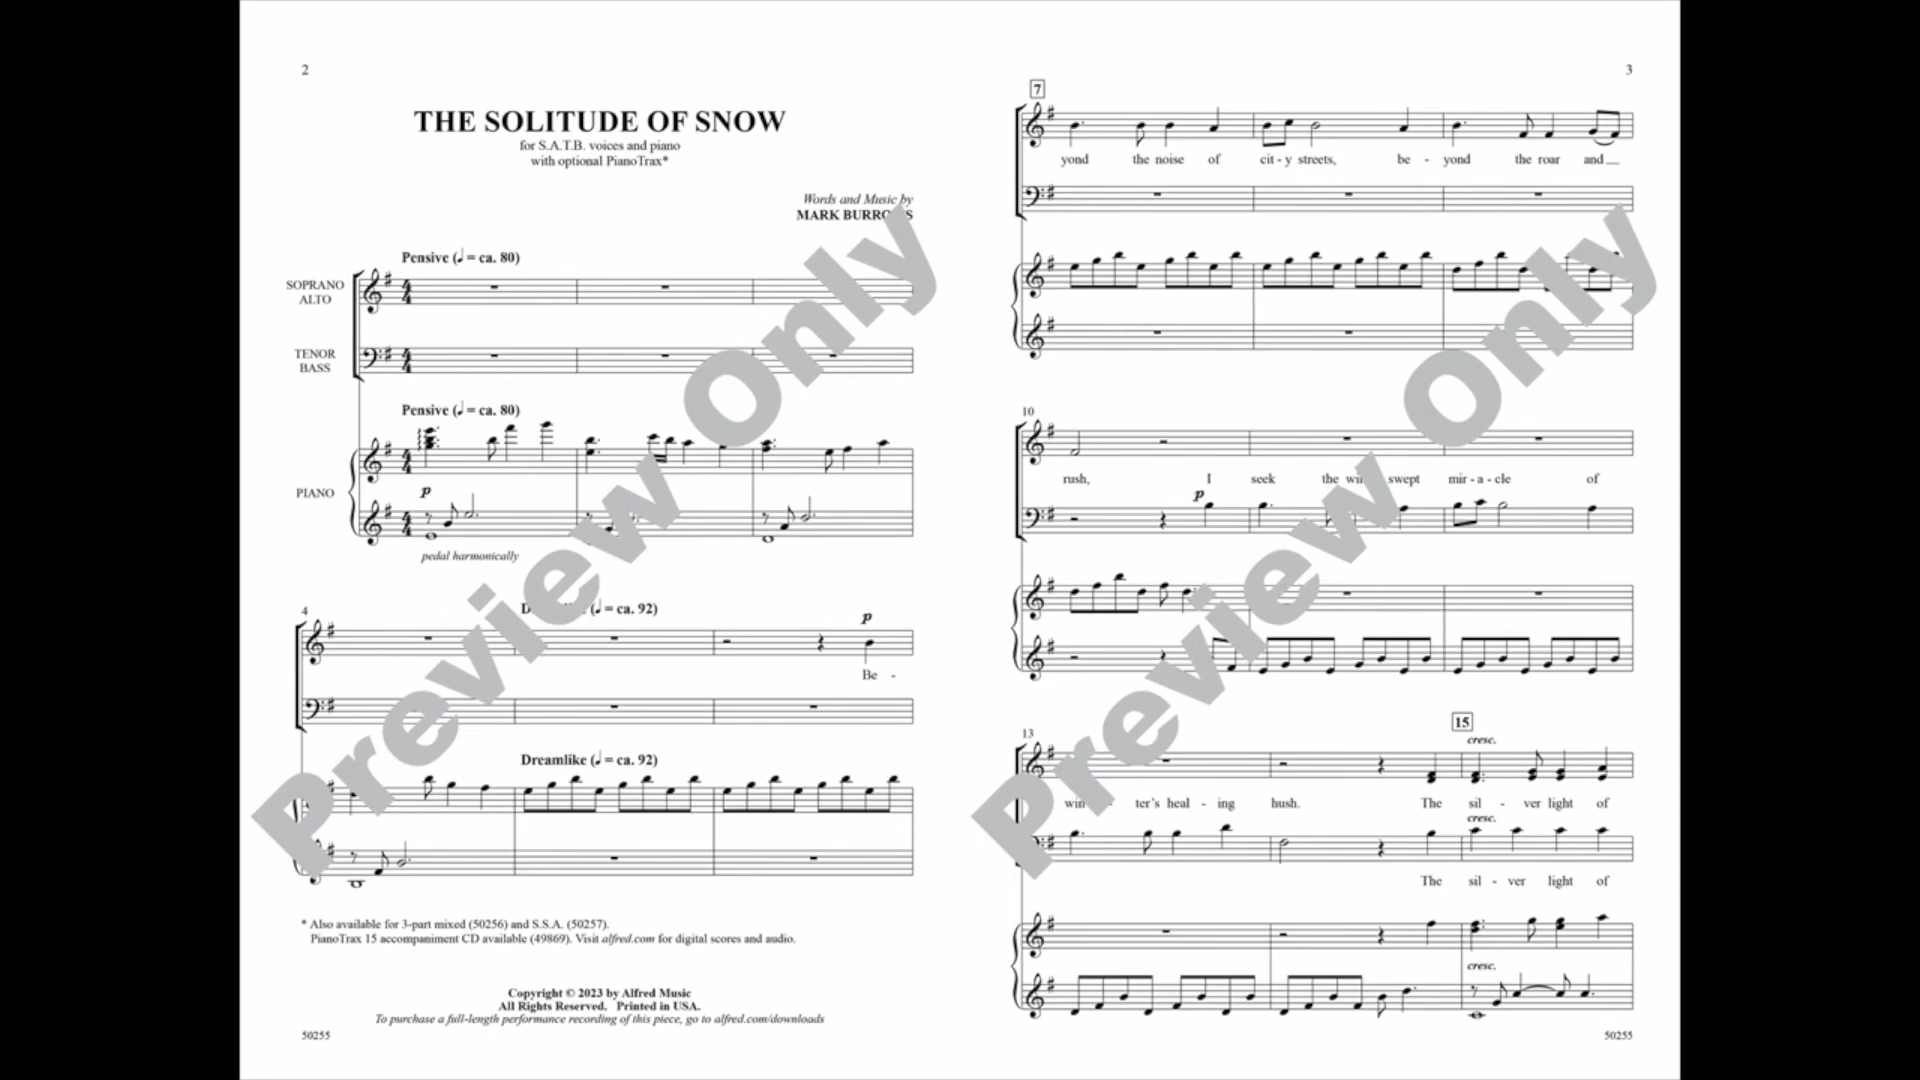 2
THE SOLITUDE OF SNOW
for S.A.T.B. voices and piano
with optional PianoTrax*
Words and Music by
MARK BURROWS
Pensive (♩ = ca. 80)
SOPRANO
ALTO
TENOR
BASS
Pensive (♩ = ca. 80)
PIANO
p
pedal harmonically
4
(♩ = ca. 92)
p
Be -
Dreamlike (♩ = ca. 92)
* Also available for 3-part mixed (50256) and S.S.A. (50257).
PianoTrax 15 accompaniment CD available (49869). Visit alfred.com for digital scores and audio.
Copyright © 2023 by Alfred Music
All Rights Reserved. Printed in USA.
To purchase a full-length performance recording of this piece, go to alfred.com/downloads
50255
Preview Only
3
7
yond the noise of cit - y streets, be - yond the roar and
10
rush, I seek the swept mir - a - cle of
p
13
15
cresc.
win - ter's heal - ing hush. The sil - ver light of
cresc.
The sil - ver light of
cresc.
50255
Preview Only